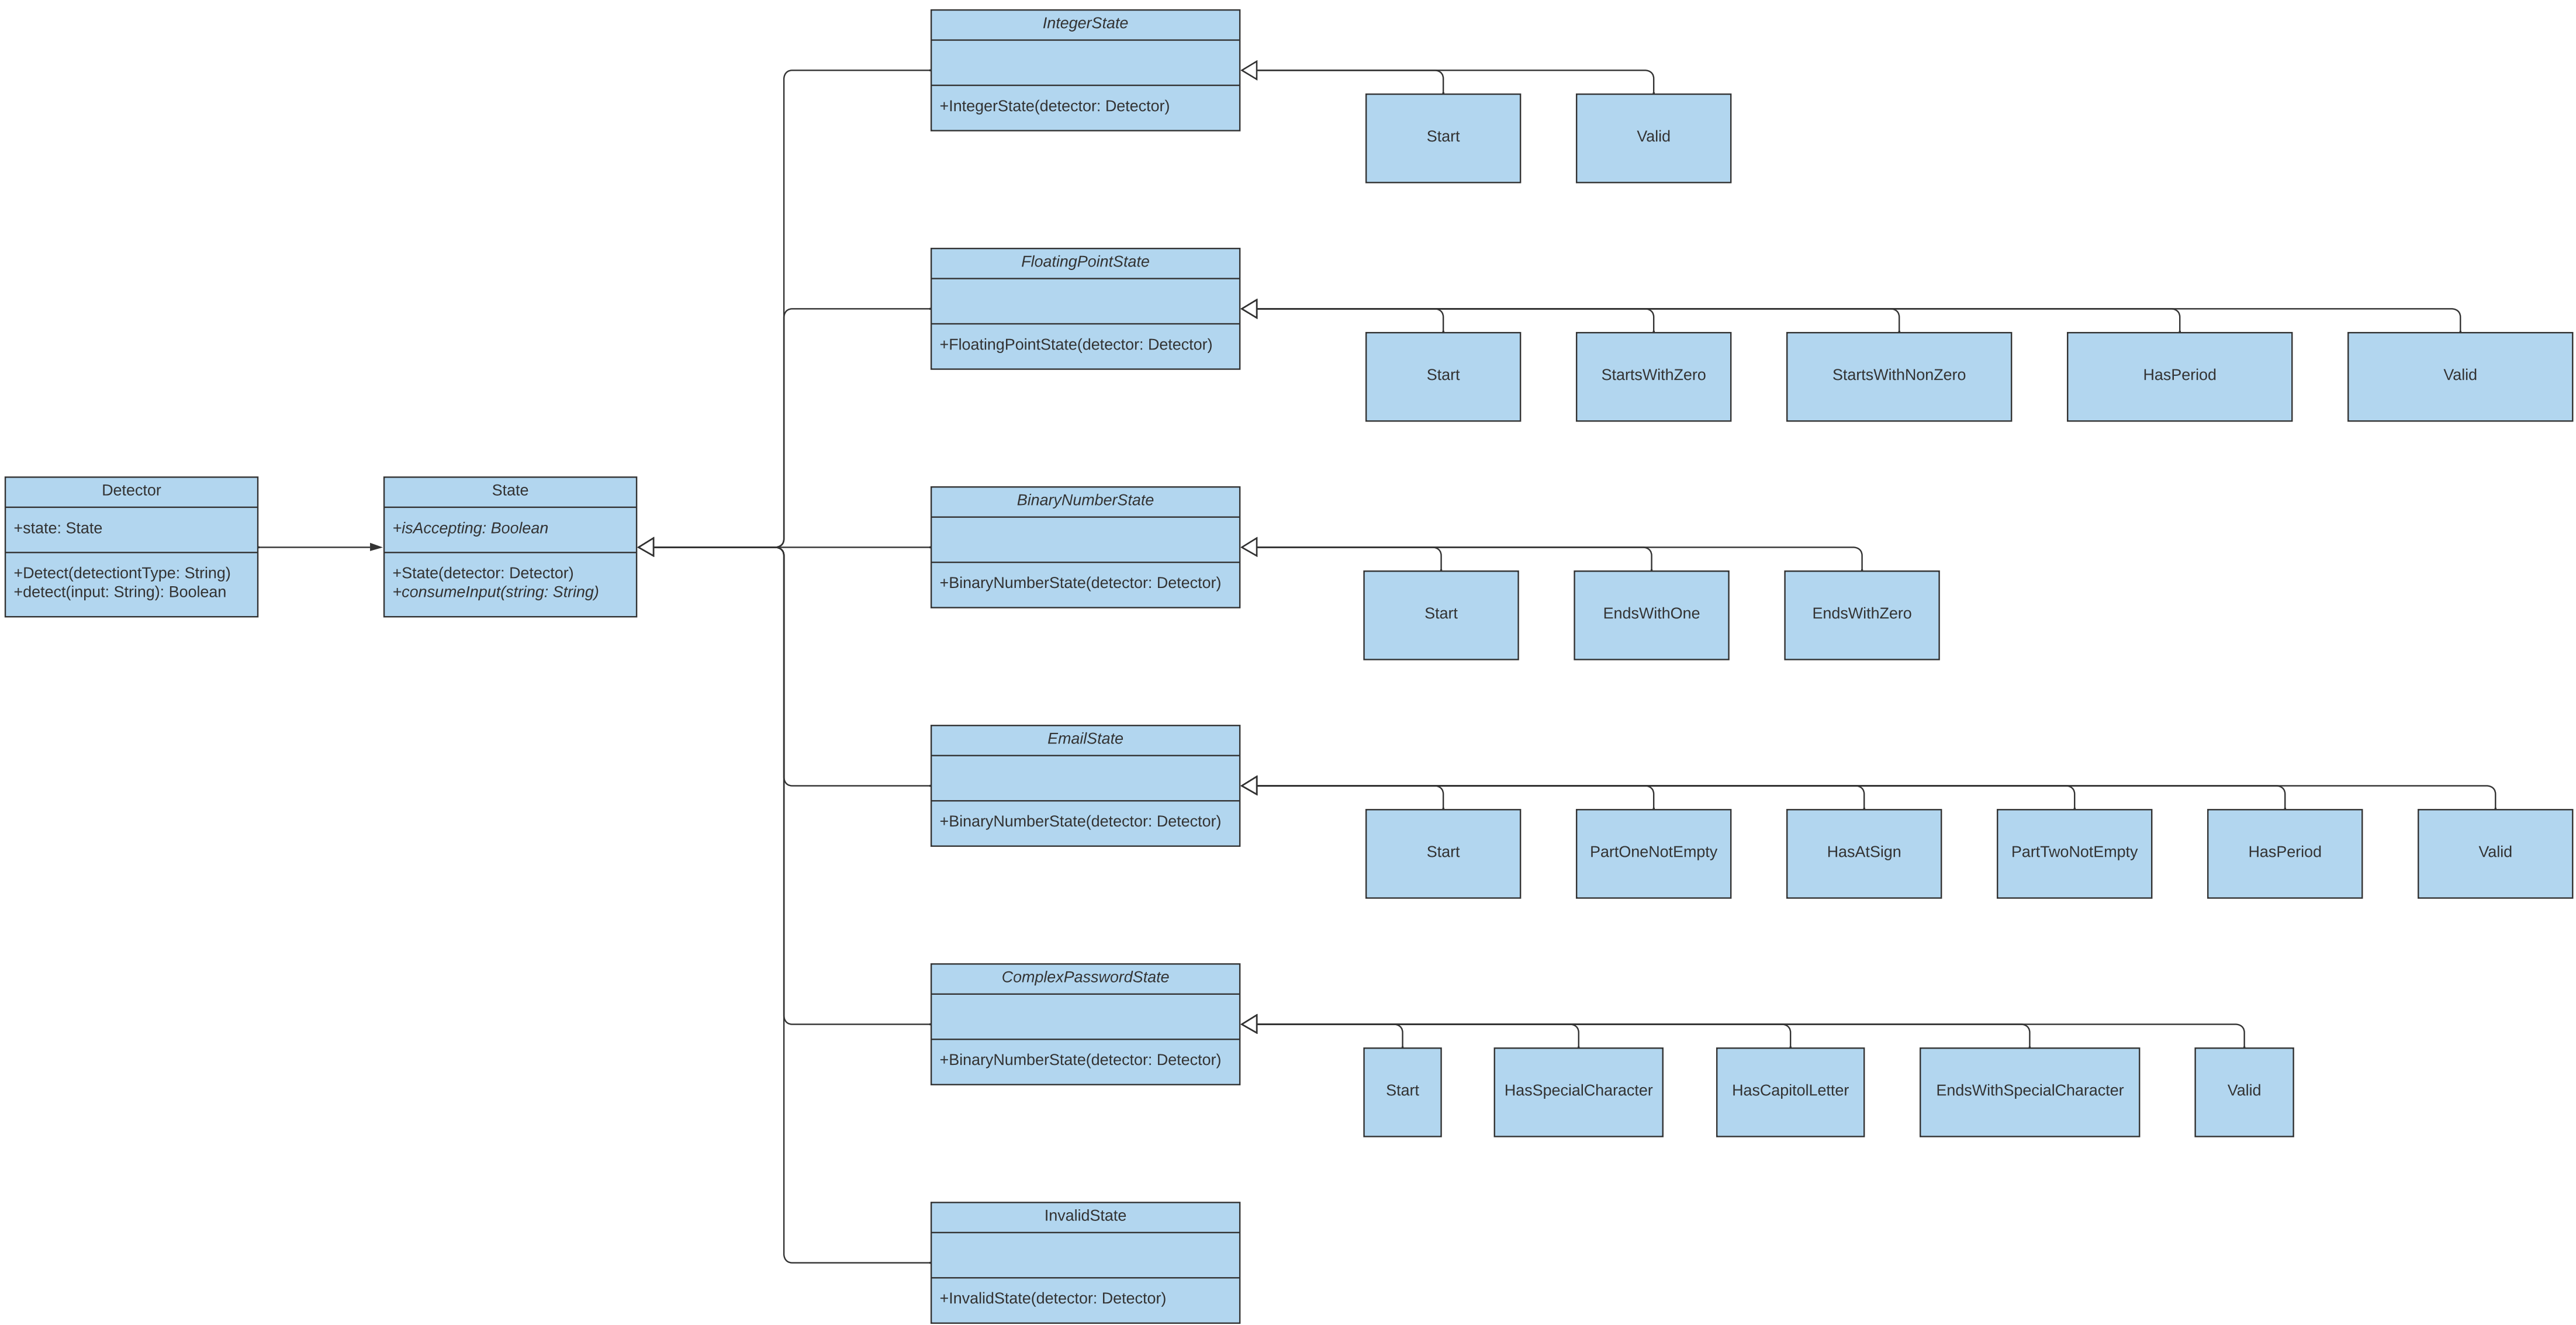 IntegerState
+IntegerState(detector: Detector)
Start
Valid
FloatingPointState
+FloatingPointState(detector: Detector)
Start
StartsWithZero
StartsWithNonZero
HasPeriod
Valid
Detector
+state: State
+Detect(detectiontType: String)
+detect(input: String): Boolean
State
+isAccepting: Boolean
+State(detector: Detector)
+consumeInput(string: String)
BinaryNumberState
+BinaryNumberState(detector: Detector)
Start
EndsWithOne
EndsWithZero
EmailState
+BinaryNumberState(detector: Detector)
Start
PartOneNotEmpty
HasAtSign
PartTwoNotEmpty
HasPeriod
Valid
ComplexPasswordState
+BinaryNumberState(detector: Detector)
Start
HasSpecialCharacter
HasCapitolLetter
EndsWithSpecialCharacter
Valid
InvalidState
+InvalidState(detector: Detector)